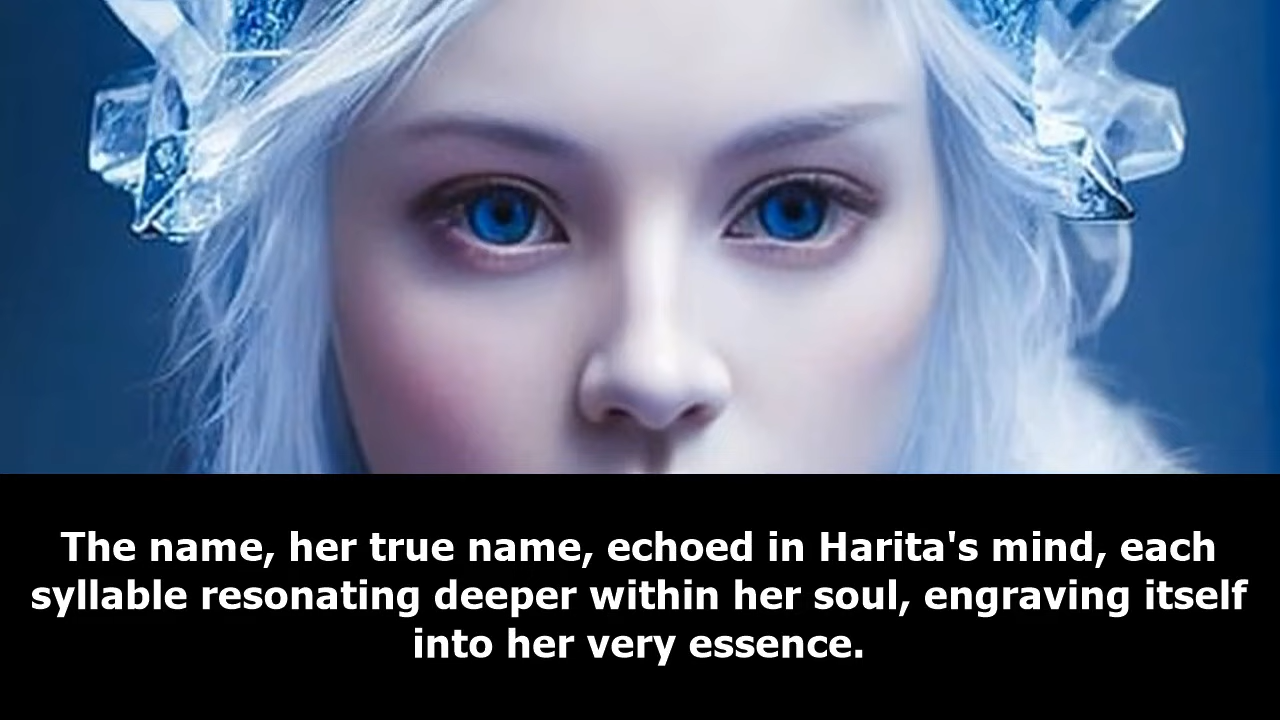 The name, her true name, echoed in Harita's mind, each
syllable resonating deeper within her soul, engraving itself
into her very essence.